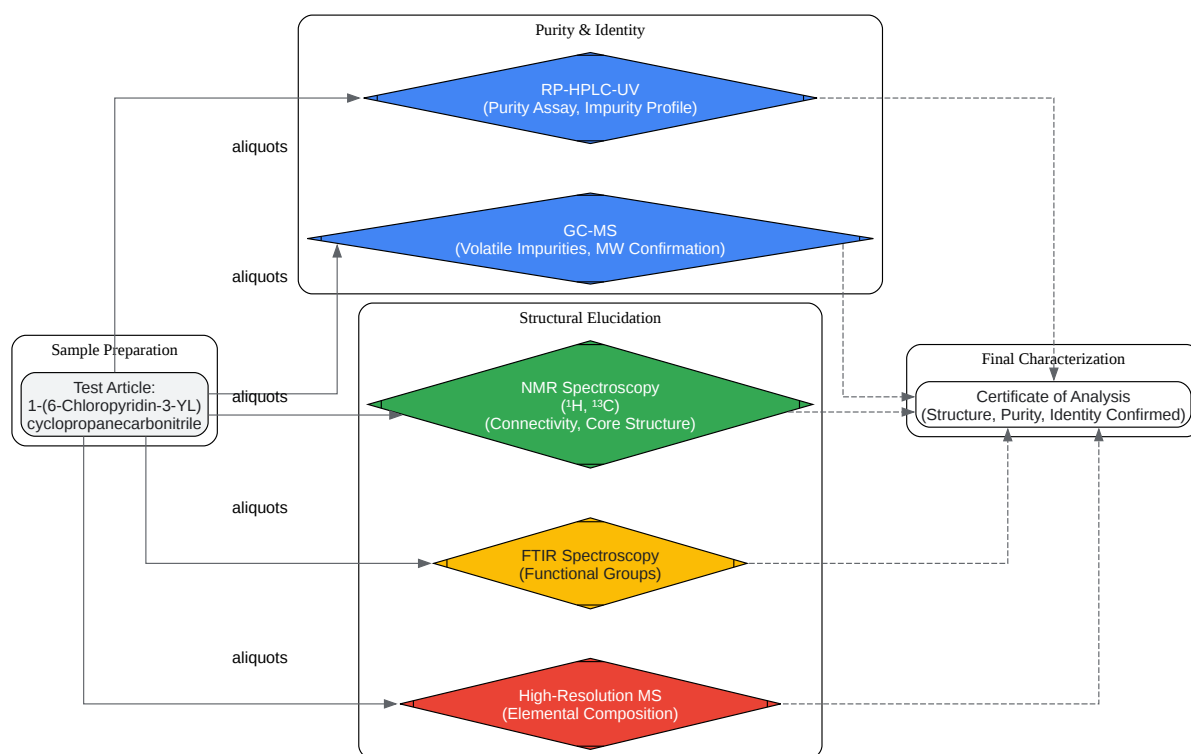 Purity & Identity
RP-HPLC-UV
(Purity Assay, Impurity Profile)
aliquots
GC-MS
(Volatile Impurities, MW Confirmation)
aliquots
Structural Elucidation
Sample Preparation
Test Article:
1-(6-Chloropyridin-3-YL)
cyclopropanecarbonitrile
aliquots
NMR Spectroscopy
(¹H, ¹³C)
(Connectivity, Core Structure)
Final Characterization
Certificate of Analysis
(Structure, Purity, Identity Confirmed)
aliquots
FTIR Spectroscopy
(Functional Groups)
aliquots
High-Resolution MS
(Elemental Composition)